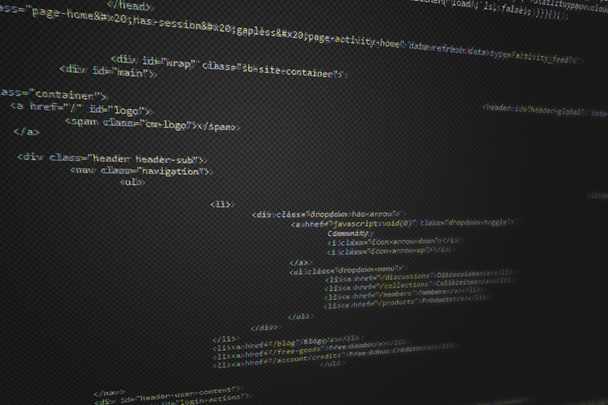 </head>
"page-home&#x20;has-session&#x20;gapless&#x20;page-activity-home" data-refresh data-type="activity_feed"
<div id="wrap" class="sb-site-container">
<div id="main">
class="container">
<a href="/" id="logo">
<span class="cm-logo"></span>
</a>
<div class="header header-sub">
<nav class="navigation">
<ul>
<li>
<div class="dropdown has-arrow">
<a href="javascript:void(0)" class="dropdown-toggle">
Community
<i class="icon-arrow-down"></i>
<i class="icon-arrow-up"></i>
</a>
<ul class="dropdown-menu">
<li><a href="/discussions">Discussion</a></li>
<li><a href="/collections">Collections</a></li>
<li><a href="/members">Members</a></li>
<li><a href="/products">Products</a></li>
</ul>
</div>
</li>
<li><a href="/blog">Blog</a></li>
<li><a href="/free-goods">Free Goods</a></li>
<li><a href="/account/credits">Free Bonus Credits</a></li>
</ul>
</nav>
<div id="header-user-content">
"login-actions">